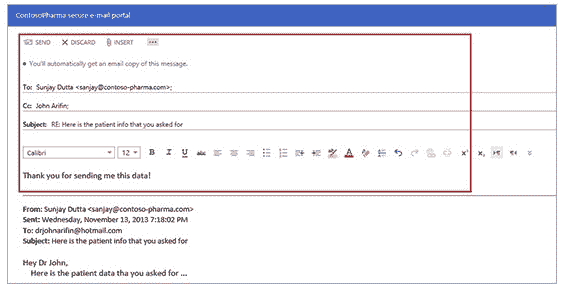 ContosoPharma secure e-mail portal
SEND DISCARD INSERT •••
You'll automatically get an email copy of this message.
To: Sunjay Dutta <sanjay@contoso-pharma.com>;
Cc: John Arifin;
Subject: RE: Here is the patient info that you asked for
Calibri 12 B I U abc A x² x₂
Thank you for sending me this data!
From: Sunjay Dutta <sanjay@contoso-pharma.com>
Sent: Wednesday, November 13, 2013 7:18:02 PM
To: drjohnarifin@hotmail.com
Subject: Here is the patient info that you asked for
Hey Dr John,
Here is the patient data tha you asked for ...